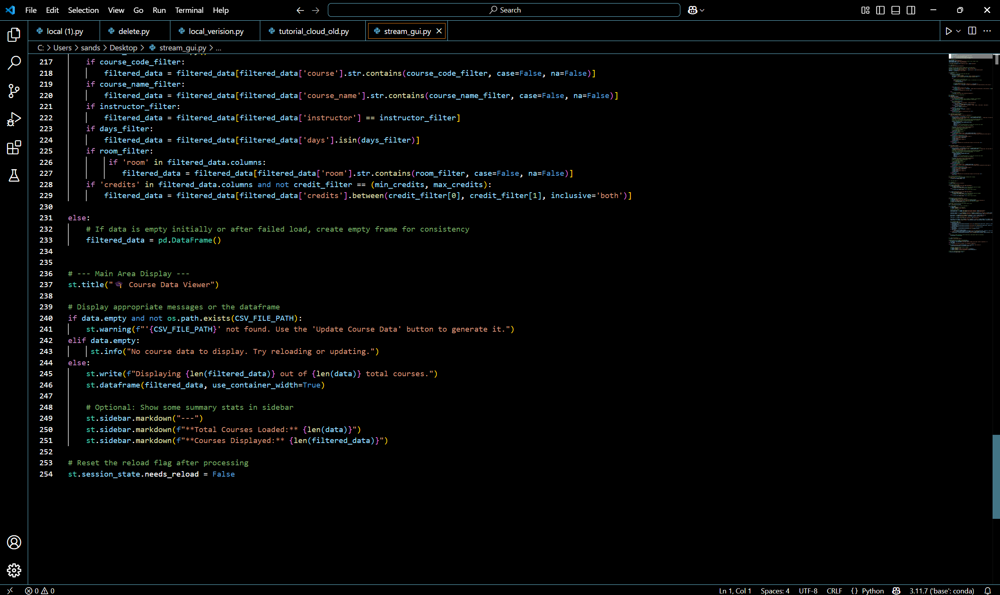 File Edit Selection View Go Run Terminal Help Search
local (1).py delete.py local_verision.py tutorial_cloud_old.py stream_gui.py
C: > Users > sands > Desktop > stream_gui.py > ...
217 if course_code_filter:
218 filtered_data = filtered_data[filtered_data['course'].str.contains(course_code_filter, case=False, na=False)]
219 if course_name_filter:
220 filtered_data = filtered_data[filtered_data['course_name'].str.contains(course_name_filter, case=False, na=False)]
221 if instructor_filter:
222 filtered_data = filtered_data[filtered_data['instructor'] == instructor_filter]
223 if days_filter:
224 filtered_data = filtered_data[filtered_data['days'].isin(days_filter)]
225 if room_filter:
226 if 'room' in filtered_data.columns:
227 filtered_data = filtered_data[filtered_data['room'].str.contains(room_filter, case=False, na=False)]
228 if 'credits' in filtered_data.columns and not credit_filter == (min_credits, max_credits):
229 filtered_data = filtered_data[filtered_data['credits'].between(credit_filter[0], credit_filter[1], inclusive='both')]
230
231 else:
232 # If data is empty initially or after failed load, create empty frame for consistency
233 filtered_data = pd.DataFrame()
234
235
236 # --- Main Area Display ---
237 st.title("🎓 Course Data Viewer")
238
239 # Display appropriate messages or the dataframe
240 if data.empty and not os.path.exists(CSV_FILE_PATH):
241 st.warning(f"'{CSV_FILE_PATH}' not found. Use the 'Update Course Data' button to generate it.")
242 elif data.empty:
243 st.info("No course data to display. Try reloading or updating.")
244 else:
245 st.write(f"Displaying {len(filtered_data)} out of {len(data)} total courses.")
246 st.dataframe(filtered_data, use_container_width=True)
247
248 # Optional: Show some summary stats in sidebar
249 st.sidebar.markdown("---")
250 st.sidebar.markdown(f"**Total Courses Loaded:** {len(data)}")
251 st.sidebar.markdown(f"**Courses Displayed:** {len(filtered_data)}")
252
253 # Reset the reload flag after processing
254 st.session_state.needs_reload = False
0 0 Ln 1, Col 1 Spaces: 4 UTF-8 CRLF {} Python 3.11.7 ('base': conda)